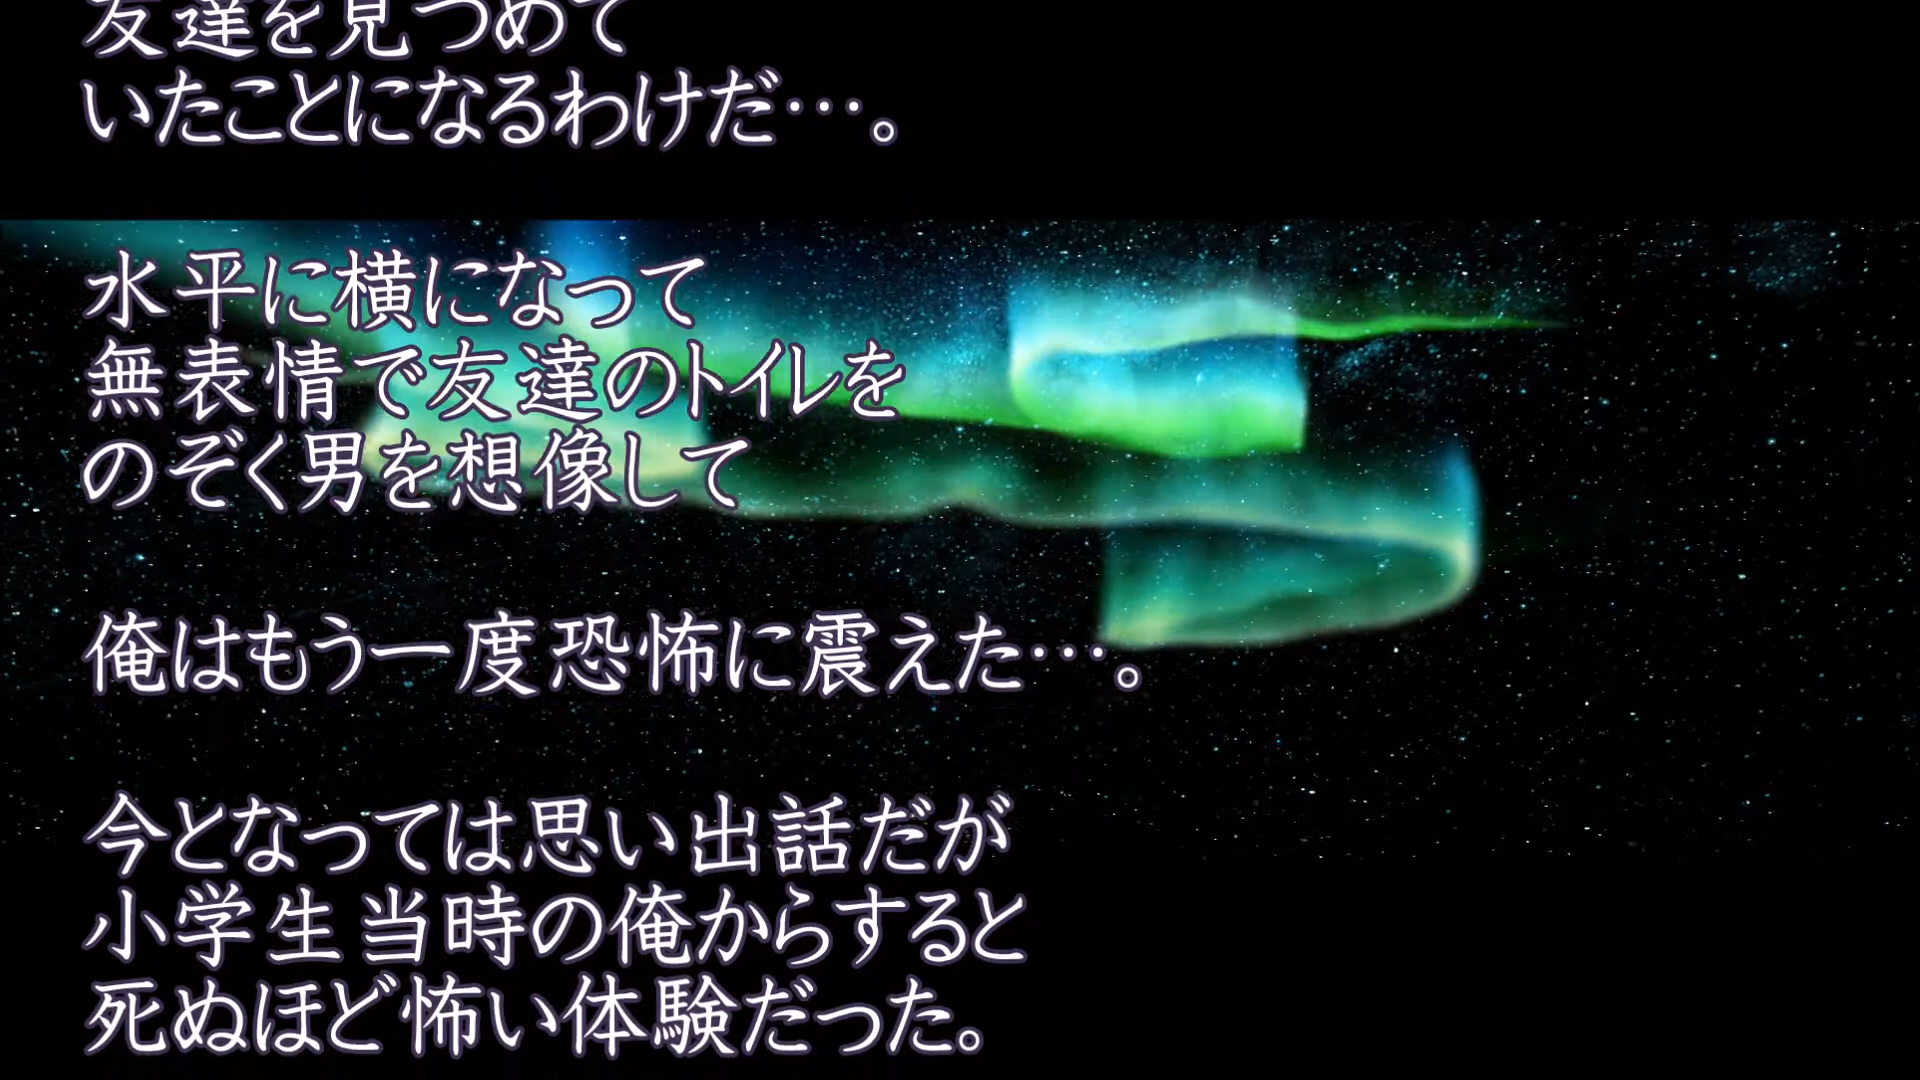 友達を見つめて
いたことになるわけだ…。
水平に横になって
無表情で友達のトイレを
のぞく男を想像して
俺はもう一度恐怖に震えた…。
今となっては思い出話だが
小学生当時の俺からすると
死ぬほど怖い体験だった。